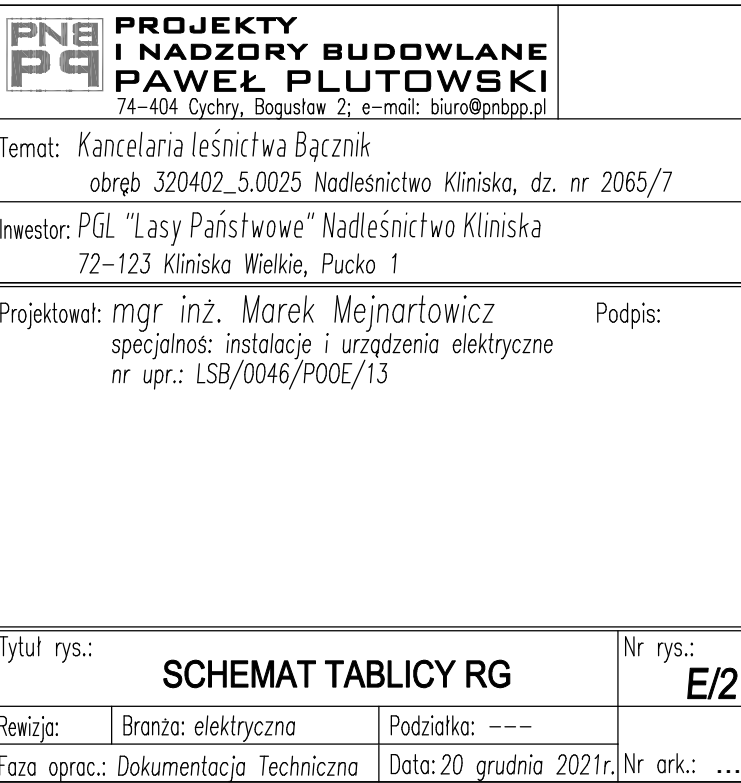 PNB
PP
PROJEKTY
I NADZORY BUDOWLANE
PAWEŁ PLUTOWSKI
74-404 Cychry, Bogusław 2; e-mail: biuro@pnbpp.pl
Temat: Kancelaria leśnictwa Bącznik
obręb 320402_5.0025 Nadleśnictwo Kliniska, dz. nr 2065/7
Inwestor: PGL "Lasy Państwowe" Nadleśnictwo Kliniska
72-123 Kliniska Wielkie, Pucko 1
Projektował: mgr inż. Marek Mejnartowicz Podpis:
specjalnoś: instalacje i urządzenia elektryczne
nr upr.: LSB/0046/POOE/13
Tytuł rys.: Nr rys.:
SCHEMAT TABLICY RG E/2
Rewizja: Branża: elektryczna Podziałka: ---
Faza oprac.: Dokumentacja Techniczna Data: 20 grudnia 2021r. Nr ark.: ...